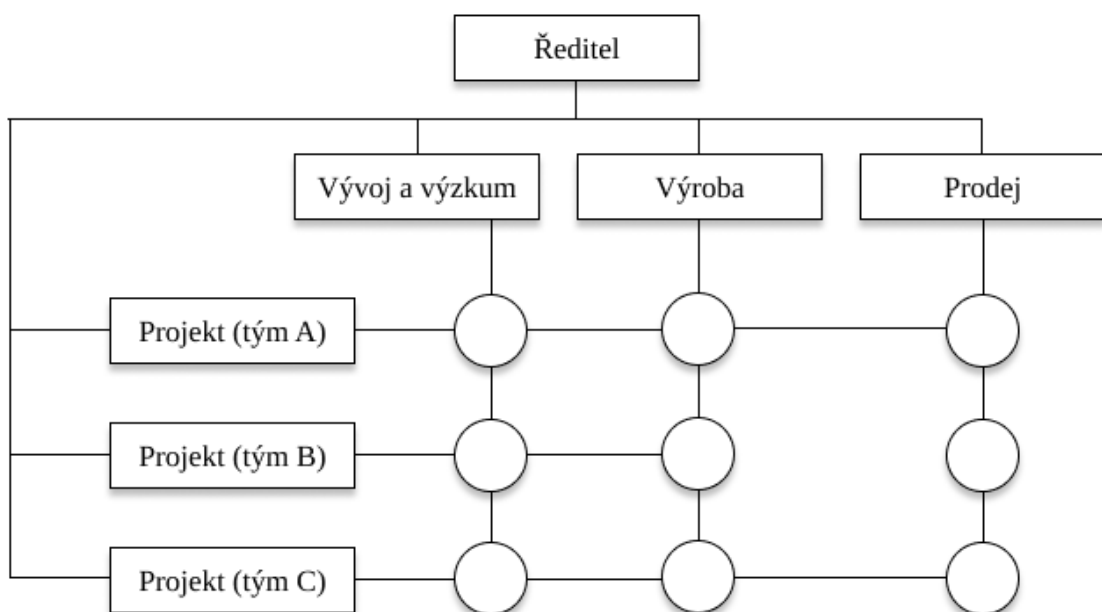 Ředitel
Vývoj a výzkum
Výroba
Prodej
Projekt (tým A)
Projekt (tým B)
Projekt (tým C)